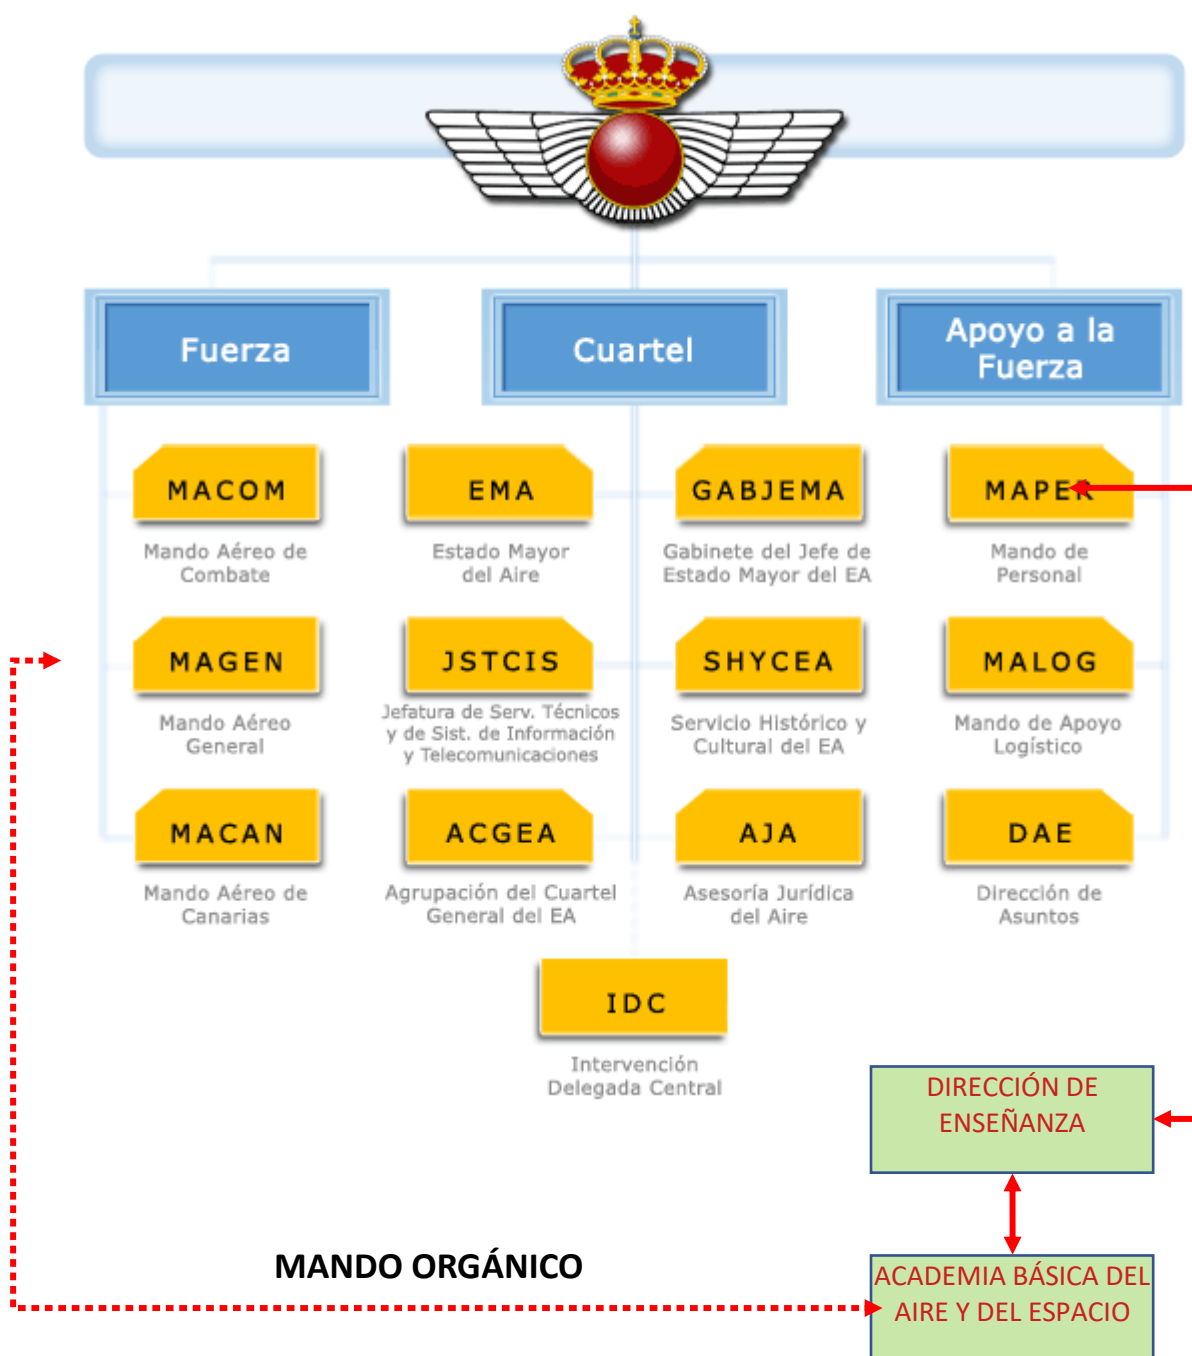 Fuerza
Cuartel
Apoyo a la
Fuerza
MACOM
Mando Aéreo de
Combate
EMA
Estado Mayor
del Aire
GABJEMA
Gabinete del Jefe de
Estado Mayor del EA
MAPER
Mando de
Personal
MAGEN
Mando Aéreo
General
JSTCIS
Jefatura de Serv. Técnicos
y de Sist. de Información
y Telecomunicaciones
SHYCEA
Servicio Histórico y
Cultural del EA
MALOG
Mando de Apoyo
Logístico
MACAN
Mando Aéreo de
Canarias
ACGEA
Agrupación del Cuartel
General del EA
AJA
Asesoría Jurídica
del Aire
DAE
Dirección de
Asuntos
IDC
Intervención
Delegada Central
DIRECCIÓN DE
ENSEÑANZA
MANDO ORGÁNICO
ACADEMIA BÁSICA DEL
AIRE Y DEL ESPACIO